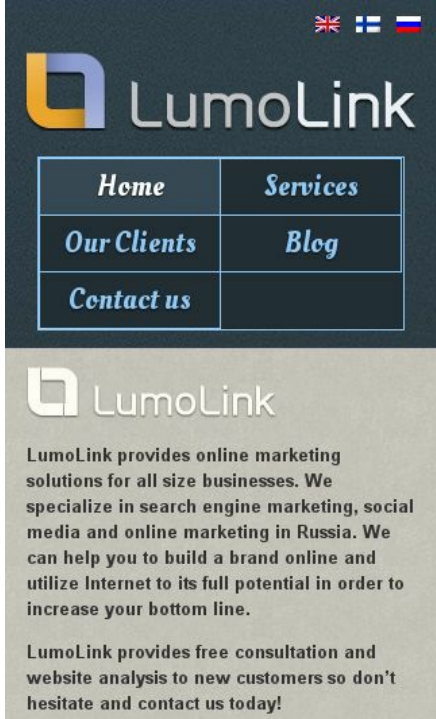 LumoLink
Home
Services
Our Clients
Blog
Contact us
LumoLink
LumoLink provides online marketing
solutions for all size businesses. We
specialize in search engine marketing, social
media and online marketing in Russia. We
can help you to build a brand online and
utilize Internet to its full potential in order to
increase your bottom line.
LumoLink provides free consultation and
website analysis to new customers so don't
hesitate and contact us today!